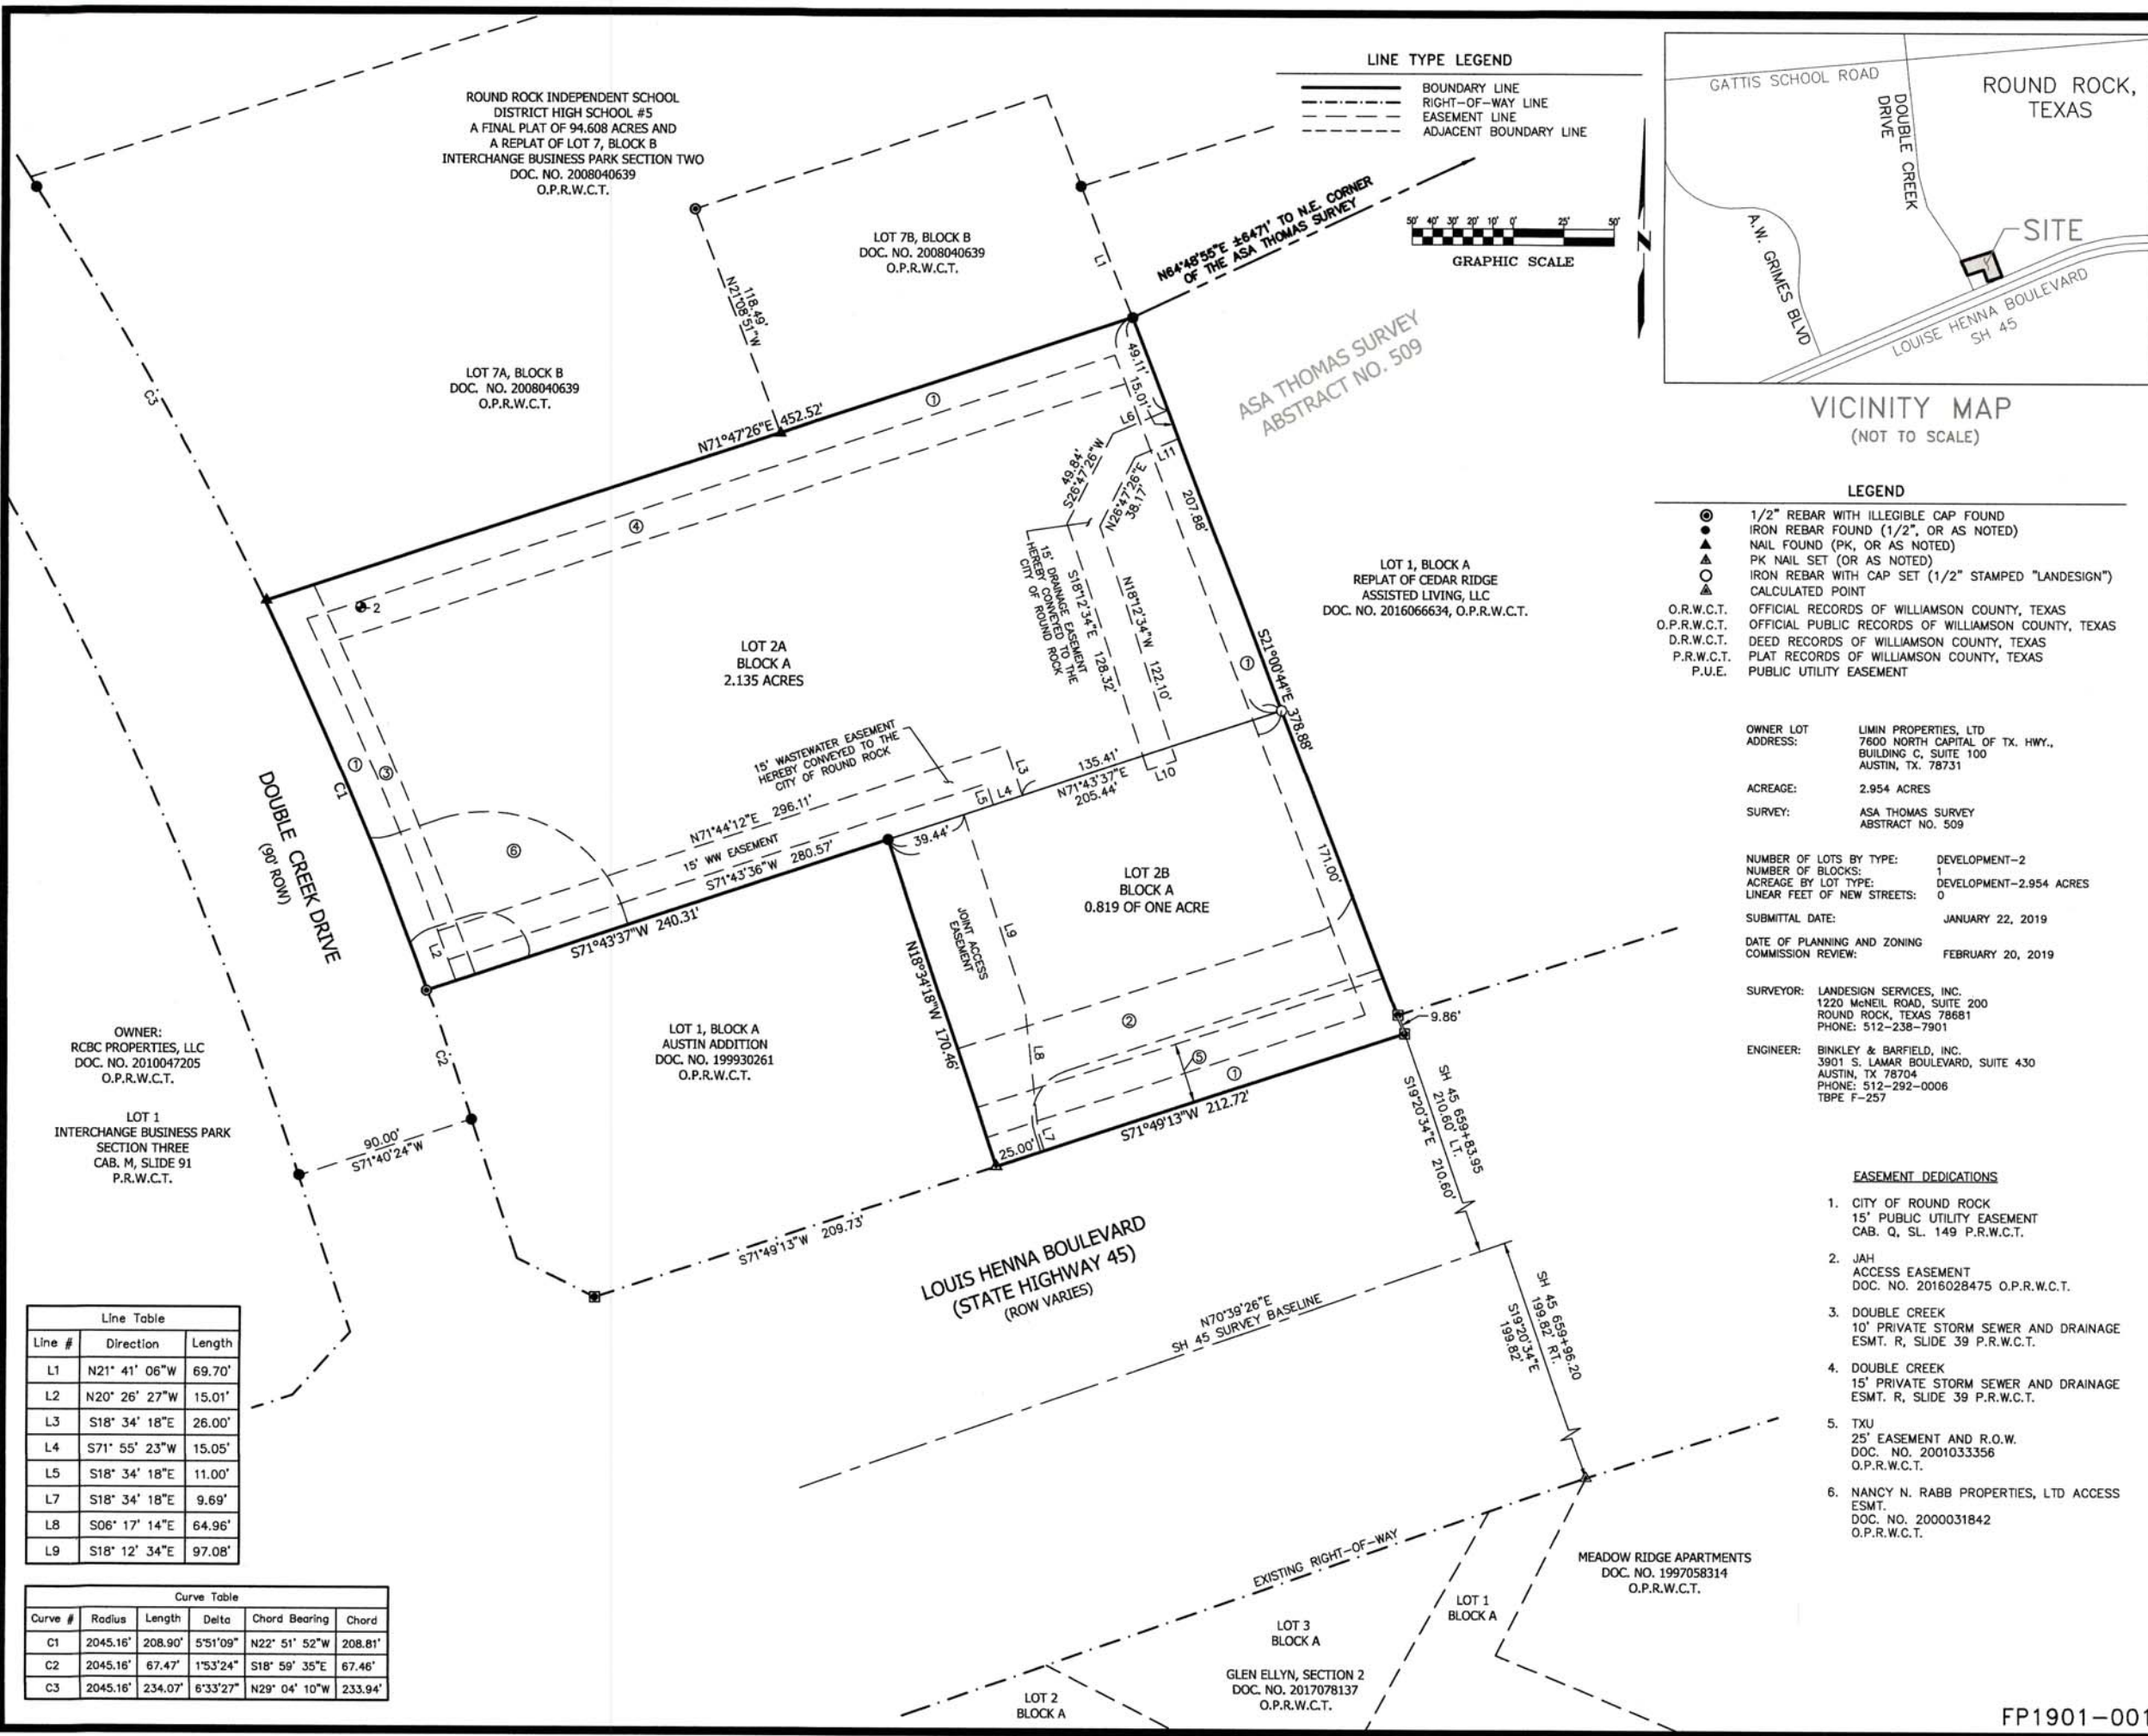 ROUND ROCK INDEPENDENT SCHOOL
DISTRICT HIGH SCHOOL #5
A FINAL PLAT OF 94.608 ACRES AND
A REPLAT OF LOT 7, BLOCK B
INTERCHANGE BUSINESS PARK SECTION TWO
DOC. NO. 2008040639
O.P.R.W.C.T.
LINE TYPE LEGEND
BOUNDARY LINE
RIGHT-OF-WAY LINE
EASEMENT LINE
ADJACENT BOUNDARY LINE
50' 40' 30' 20' 10' 0' 25' 50'
GRAPHIC SCALE
N
GATTIS SCHOOL ROAD
DOUBLE CREEK
DRIVE
ROUND ROCK,
TEXAS
A.W. GRIMES BLVD
SITE
LOUISE HENNA BOULEVARD
SH 45
VICINITY MAP
(NOT TO SCALE)
LOT 7B, BLOCK B
DOC. NO. 2008040639
O.P.R.W.C.T.
L1
N64°48'55"E ±6471' TO N.E. CORNER
OF THE ASA THOMAS SURVEY
118.49'
N21°08'51"W
LOT 7A, BLOCK B
DOC. NO. 2008040639
O.P.R.W.C.T.
C3
ASA THOMAS SURVEY
ABSTRACT NO. 509
N71°47'26"E 452.52'
1
4
49.11'
15.01'
L6
L11
49.84'
S26°47'26"W
N26°47'26"E
38.17'
207.88'
15' DRAINAGE EASEMENT
HEREBY CONVEYED TO THE
CITY OF ROUND ROCK
S18°12'34"E 128.32'
N18°12'34"W 122.10'
LOT 1, BLOCK A
REPLAT OF CEDAR RIDGE
ASSISTED LIVING, LLC
DOC. NO. 2016066634, O.P.R.W.C.T.
1
S21°00'44"E 378.88'
2
LOT 2A
BLOCK A
2.135 ACRES
15' WASTEWATER EASEMENT
HEREBY CONVEYED TO THE
CITY OF ROUND ROCK
L3
135.41'
N71°43'37"E
205.44'
L10
L5 L4
1
3
C1
6
DOUBLE CREEK DRIVE
(90' ROW)
N71°44'12"E 296.11'
15' WW EASEMENT
S71°43'36"W 280.57'
39.44'
L2
S71°43'37"W 240.31'
LOT 2B
BLOCK A
0.819 OF ONE ACRE
171.00'
JOINT ACCESS
EASEMENT
L9
N18°34'18"W 170.46'
L8
2
5
1
L7
25.00'
S71°49'13"W 212.72'
9.86'
OWNER:
RCBC PROPERTIES, LLC
DOC. NO. 2010047205
O.P.R.W.C.T.
LOT 1
INTERCHANGE BUSINESS PARK
SECTION THREE
CAB. M, SLIDE 91
P.R.W.C.T.
C2
90.00'
S71°40'24"W
LOT 1, BLOCK A
AUSTIN ADDITION
DOC. NO. 199930261
O.P.R.W.C.T.
S71°49'13"W 209.73'
LOUIS HENNA BOULEVARD
(STATE HIGHWAY 45)
(ROW VARIES)
SH 45 659+83.95
210.60' LT.
S19°20'34"E 210.60'
N70°39'26"E
SH 45 SURVEY BASELINE
SH 45 659+96.20
199.82' RT.
S19°20'34"E
199.82'
EXISTING RIGHT-OF-WAY
MEADOW RIDGE APARTMENTS
DOC. NO. 1997058314
O.P.R.W.C.T.
LOT 1
BLOCK A
LOT 3
BLOCK A
GLEN ELLYN, SECTION 2
DOC. NO. 2017078137
O.P.R.W.C.T.
LOT 2
BLOCK A
LEGEND
1/2" REBAR WITH ILLEGIBLE CAP FOUND
IRON REBAR FOUND (1/2", OR AS NOTED)
NAIL FOUND (PK, OR AS NOTED)
PK NAIL SET (OR AS NOTED)
IRON REBAR WITH CAP SET (1/2" STAMPED "LANDESIGN")
CALCULATED POINT
O.R.W.C.T. OFFICIAL RECORDS OF WILLIAMSON COUNTY, TEXAS
O.P.R.W.C.T. OFFICIAL PUBLIC RECORDS OF WILLIAMSON COUNTY, TEXAS
D.R.W.C.T. DEED RECORDS OF WILLIAMSON COUNTY, TEXAS
P.R.W.C.T. PLAT RECORDS OF WILLIAMSON COUNTY, TEXAS
P.U.E. PUBLIC UTILITY EASEMENT
OWNER LOT LIMIN PROPERTIES, LTD
ADDRESS: 7600 NORTH CAPITAL OF TX. HWY.,
BUILDING C, SUITE 100
AUSTIN, TX. 78731
ACREAGE: 2.954 ACRES
SURVEY: ASA THOMAS SURVEY
ABSTRACT NO. 509
NUMBER OF LOTS BY TYPE: DEVELOPMENT-2
NUMBER OF BLOCKS: 1
ACREAGE BY LOT TYPE: DEVELOPMENT-2.954 ACRES
LINEAR FEET OF NEW STREETS: 0
SUBMITTAL DATE: JANUARY 22, 2019
DATE OF PLANNING AND ZONING
COMMISSION REVIEW: FEBRUARY 20, 2019
SURVEYOR: LANDESIGN SERVICES, INC.
1220 McNEIL ROAD, SUITE 200
ROUND ROCK, TEXAS 78681
PHONE: 512-238-7901
ENGINEER: BINKLEY & BARFIELD, INC.
3901 S. LAMAR BOULEVARD, SUITE 430
AUSTIN, TX 78704
PHONE: 512-292-0006
TBPE F-257
EASEMENT DEDICATIONS
1. CITY OF ROUND ROCK
15' PUBLIC UTILITY EASEMENT
CAB. Q, SL. 149 P.R.W.C.T.
2. JAH
ACCESS EASEMENT
DOC. NO. 2016028475 O.P.R.W.C.T.
3. DOUBLE CREEK
10' PRIVATE STORM SEWER AND DRAINAGE
ESMT. R, SLIDE 39 P.R.W.C.T.
4. DOUBLE CREEK
15' PRIVATE STORM SEWER AND DRAINAGE
ESMT. R, SLIDE 39 P.R.W.C.T.
5. TXU
25' EASEMENT AND R.O.W.
DOC. NO. 2001033356
O.P.R.W.C.T.
6. NANCY N. RABB PROPERTIES, LTD ACCESS
ESMT.
DOC. NO. 2000031842
O.P.R.W.C.T.
Line Table
Line # Direction Length
L1 N21° 41' 06"W 69.70'
L2 N20° 26' 27"W 15.01'
L3 S18° 34' 18"E 26.00'
L4 S71° 55' 23"W 15.05'
L5 S18° 34' 18"E 11.00'
L7 S18° 34' 18"E 9.69'
L8 S06° 17' 14"E 64.96'
L9 S18° 12' 34"E 97.08'
Curve Table
Curve # Radius Length Delta Chord Bearing Chord
C1 2045.16' 208.90' 5°51'09" N22° 51' 52"W 208.81'
C2 2045.16' 67.47' 1°53'24" S18° 59' 35"E 67.46'
C3 2045.16' 234.07' 6°33'27" N29° 04' 10"W 233.94'
FP1901-001